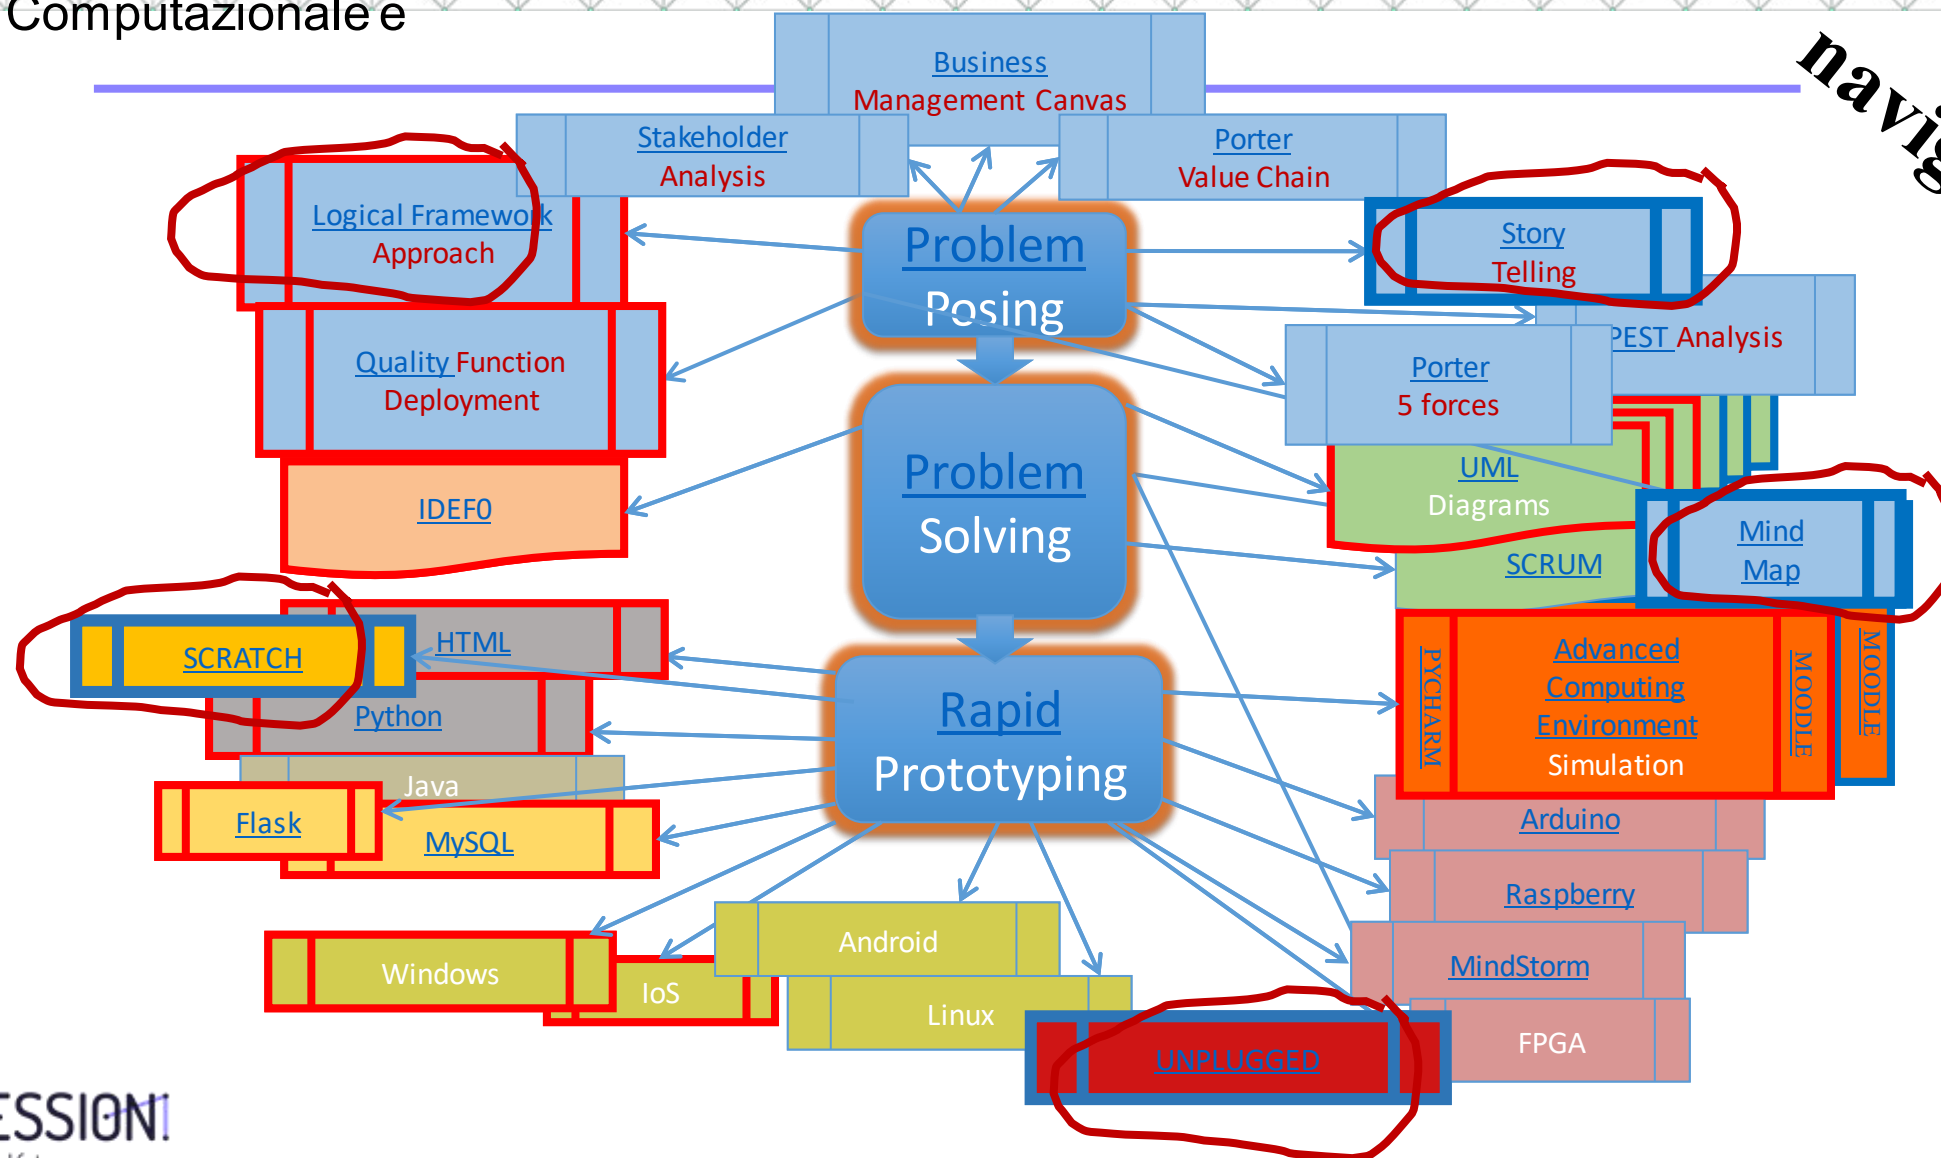 Computazionale e
navig
Business
Management Canvas
Stakeholder
Analysis
Porter
Value Chain
Logical Framework
Approach
Problem
Posing
Story
Telling
Quality Function
Deployment
PEST Analysis
Porter
5 forces
Problem
Solving
IDEF0
UML
Diagrams
SCRUM
Mind
Map
SCRATCH
HTML
Python
Java
Flask
MySQL
Rapid
Prototyping
PYCHARM
Advanced
Computing
Environment
Simulation
MOODLE
MOODLE
Arduino
Raspberry
MindStorm
FPGA
Windows
IoS
Android
Linux
UNPLUGGED
ESSION!